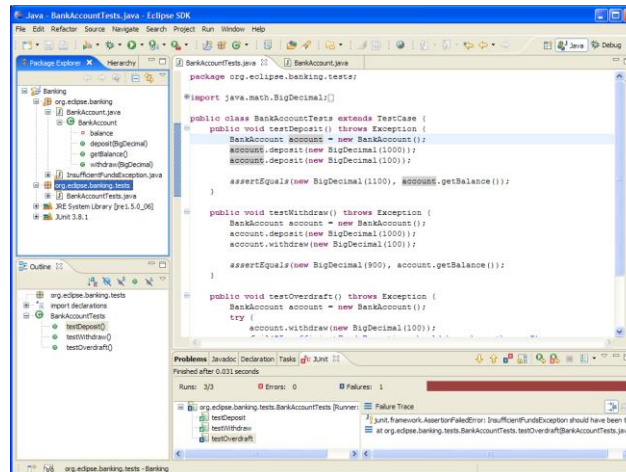 Java - BankAccountTests.java - Eclipse SDK
File Edit Refactor Source Navigate Search Project Run Window Help
Java Debug
Package Explorer Hierarchy
Banking
org.eclipse.banking
BankAccount.java
BankAccount
balance
deposit(BigDecimal)
getBalance()
withdraw(BigDecimal)
InsufficientFundsException.java
org.eclipse.banking.tests
BankAccountTests.java
JRE System Library [jre1.5.0_06]
JUnit 3.8.1
Outline
org.eclipse.banking.tests
import declarations
BankAccountTests
testDeposit()
testWithdraw()
testOverdraft()
BankAccountTests.java BankAccount.java
package org.eclipse.banking.tests;
import java.math.BigDecimal;
public class BankAccountTests extends TestCase {
public void testDeposit() throws Exception {
BankAccount account = new BankAccount();
account.deposit(new BigDecimal(1000));
account.deposit(new BigDecimal(100));
assertEquals(new BigDecimal(1100), account.getBalance());
}
public void testWithdraw() throws Exception {
BankAccount account = new BankAccount();
account.deposit(new BigDecimal(1000));
account.withdraw(new BigDecimal(100));
assertEquals(new BigDecimal(900), account.getBalance());
}
public void testOverdraft() throws Exception {
BankAccount account = new BankAccount();
try {
account.withdraw(new BigDecimal(100));
Problems Javadoc Declaration Tasks JUnit
Finished after 0.031 seconds
Runs: 3/3 Errors: 0 Failures: 1
org.eclipse.banking.tests.BankAccountTests [Runner:
testDeposit
testWithdraw
testOverdraft
Failure Trace
junit.framework.AssertionFailedError: InsufficientFundsException should have been t
at org.eclipse.banking.tests.BankAccountTests.testOverdraft(BankAccountTests.jav
org.eclipse.banking.tests - Banking